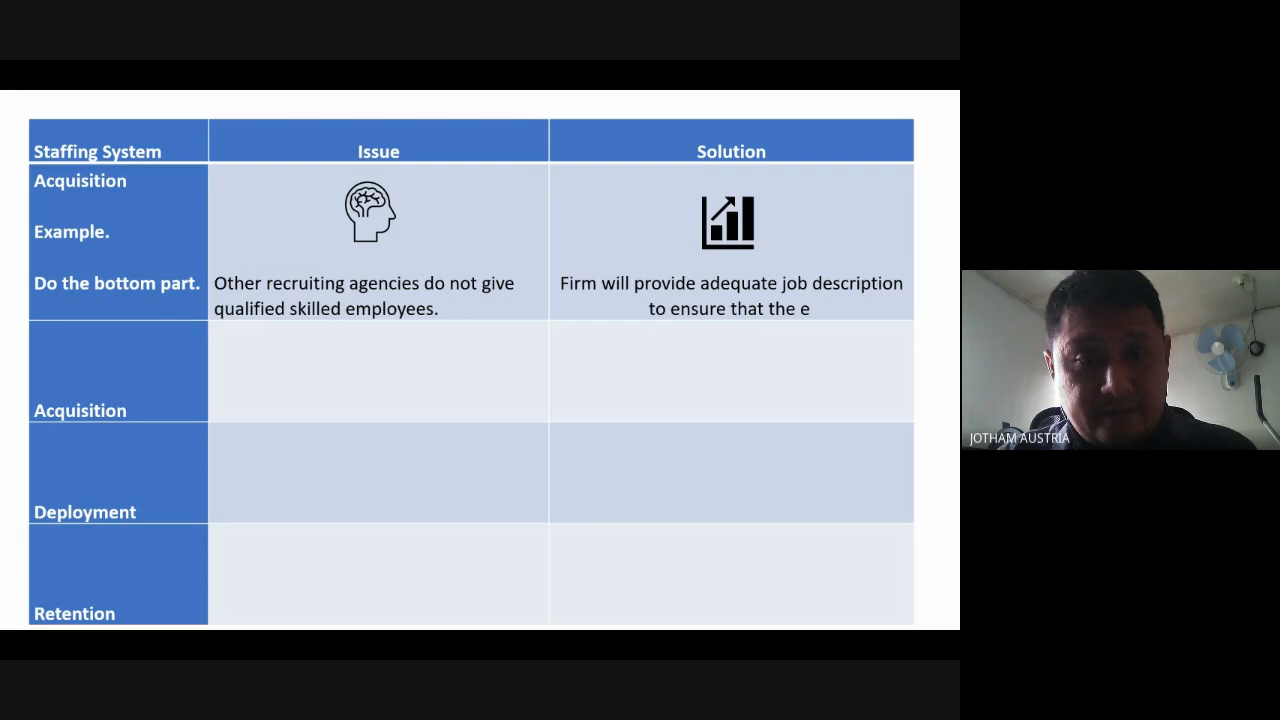 Staffing System
Issue
Solution
Acquisition
Example.
Do the bottom part.
Other recruiting agencies do not give
qualified skilled employees.
Firm will provide adequate job description
to ensure that the e
Acquisition
Deployment
Retention
JOTHAM AUSTRIA